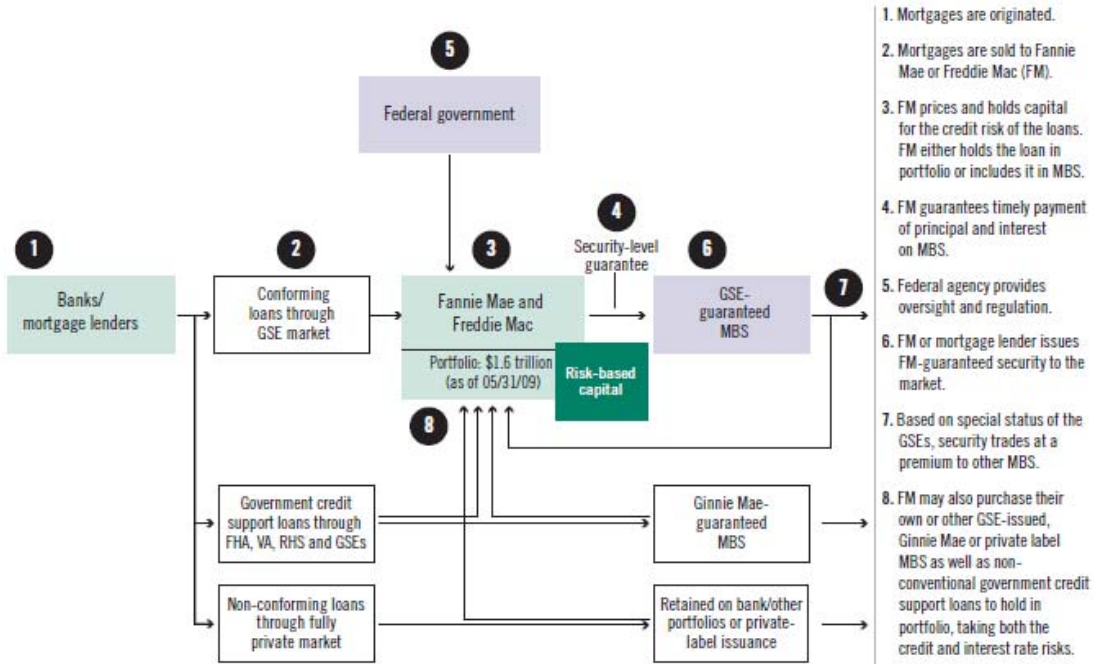 5
Federal government
1
2
3
4
Security-level
guarantee
6
7
Banks/
mortgage lenders
Conforming
loans through
GSE market
Fannie Mae and
Freddie Mac
Portfolio: $1.6 trillion
(as of 05/31/09)
Risk-based
capital
GSE-
guaranteed
MBS
8
Government credit
support loans through
FHA, VA, RHS and GSEs
Ginnie Mae-
guaranteed
MBS
Non-conforming loans
through fully
private market
Retained on bank/other
portfolios or private-
label issuance
1. Mortgages are originated.
2. Mortgages are sold to Fannie
Mae or Freddie Mac (FM).
3. FM prices and holds capital
for the credit risk of the loans.
FM either holds the loan in
portfolio or includes it in MBS.
4. FM guarantees timely payment
of principal and interest
on MBS.
5. Federal agency provides
oversight and regulation.
6. FM or mortgage lender issues
FM-guaranteed security to the
market.
7. Based on special status of the
GSEs, security trades at a
premium to other MBS.
8. FM may also purchase their
own or other GSE-issued,
Ginnie Mae or private label
MBS as well as non-
conventional government credit
support loans to hold in
portfolio, taking both the
credit and interest rate risks.